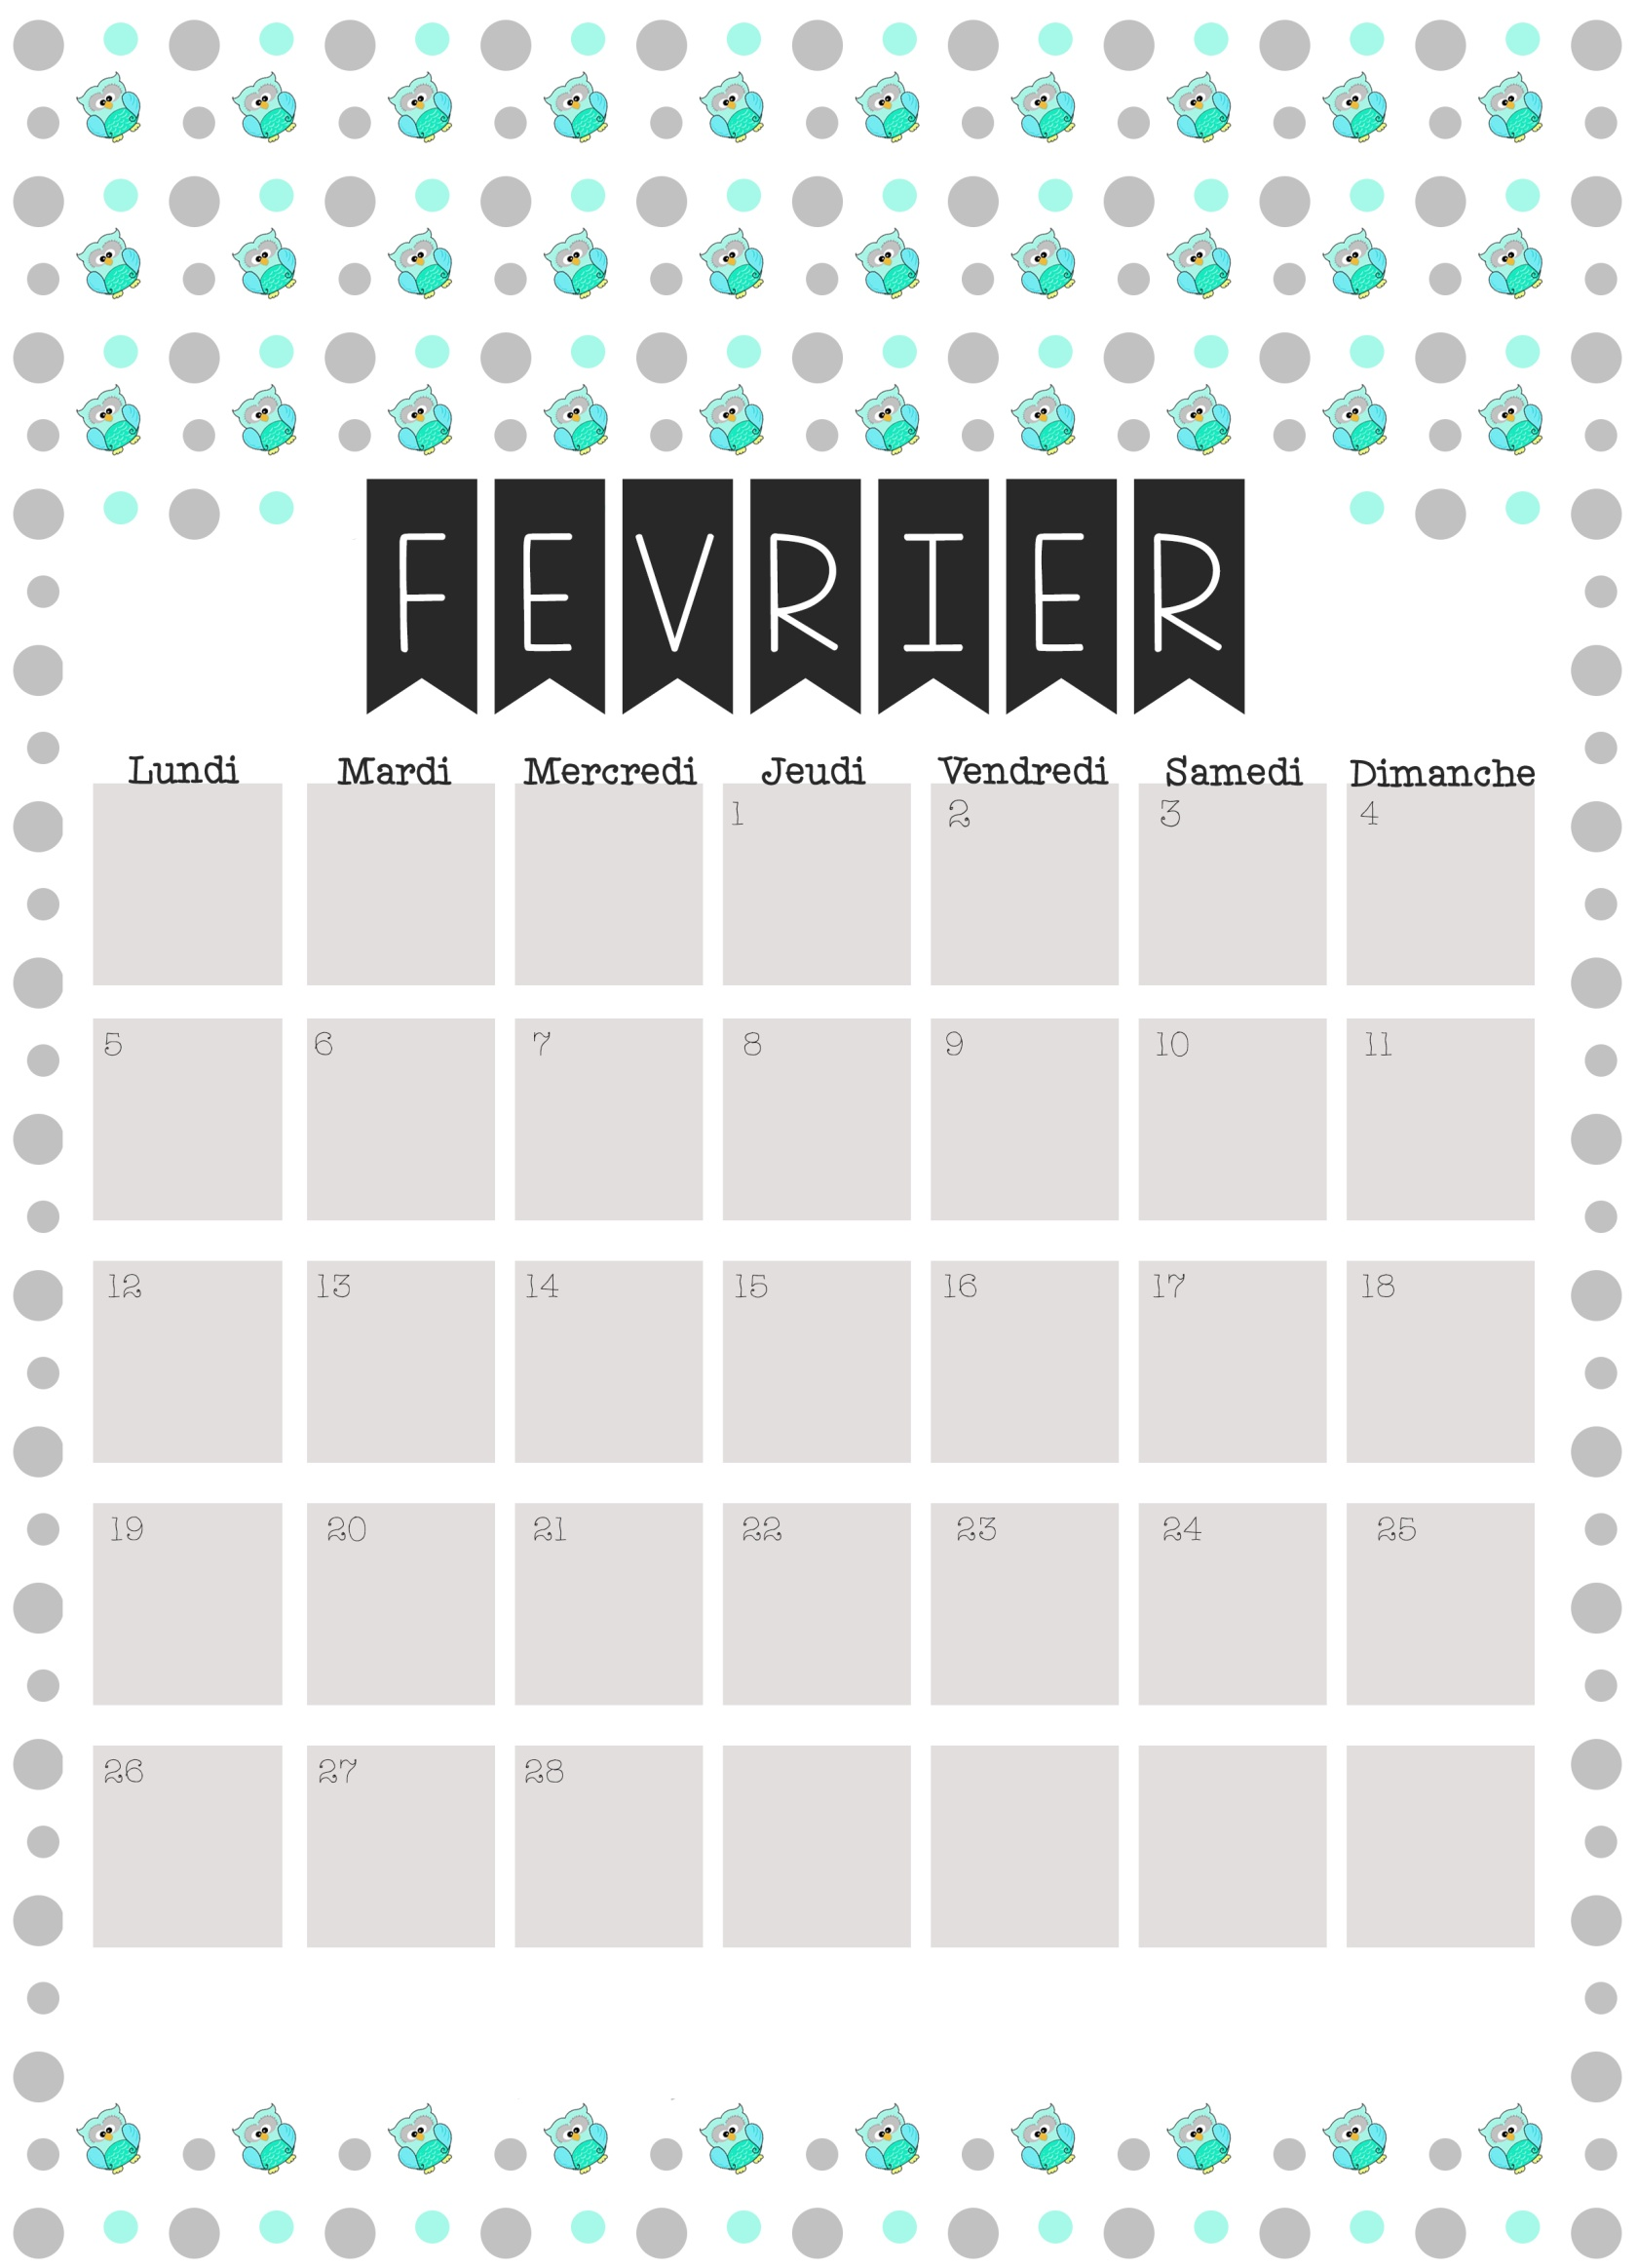 FEVRIER
Lundi Mardi Mercredi Jeudi Vendredi Samedi Dimanche
1 2 3 4
5 6 7 8 9 10 11
12 13 14 15 16 17 18
19 20 21 22 23 24 25
26 27 28